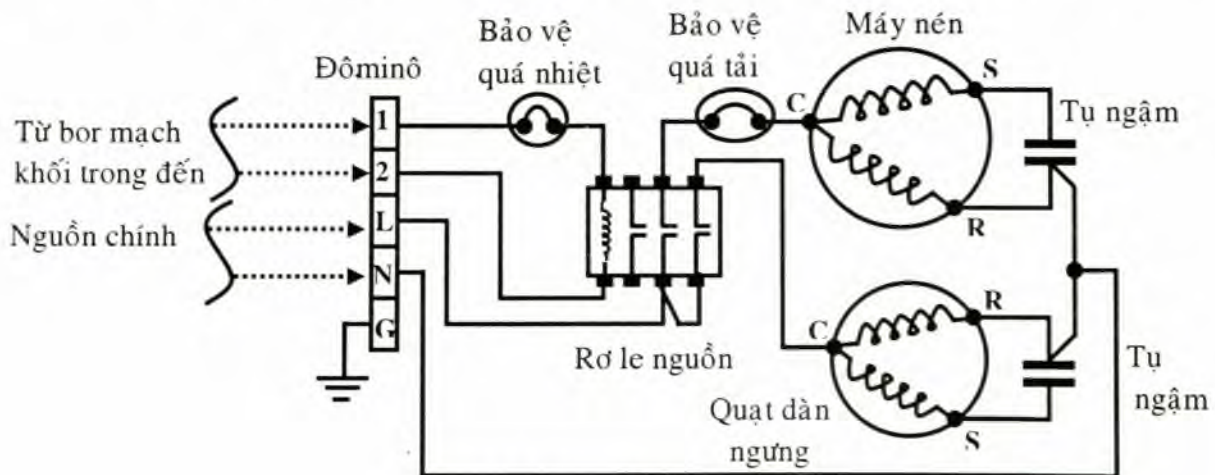 Bảo vệ
quá nhiệt
Bảo vệ
quá tải
Máy nén
Đôminô
Từ bor mạch
khối trong đến
Nguồn chính
1
2
L
N
G
C
S
R
Tụ ngậm
Rơ le nguồn
C
R
S
Quạt dàn
ngưng
Tụ
ngậm